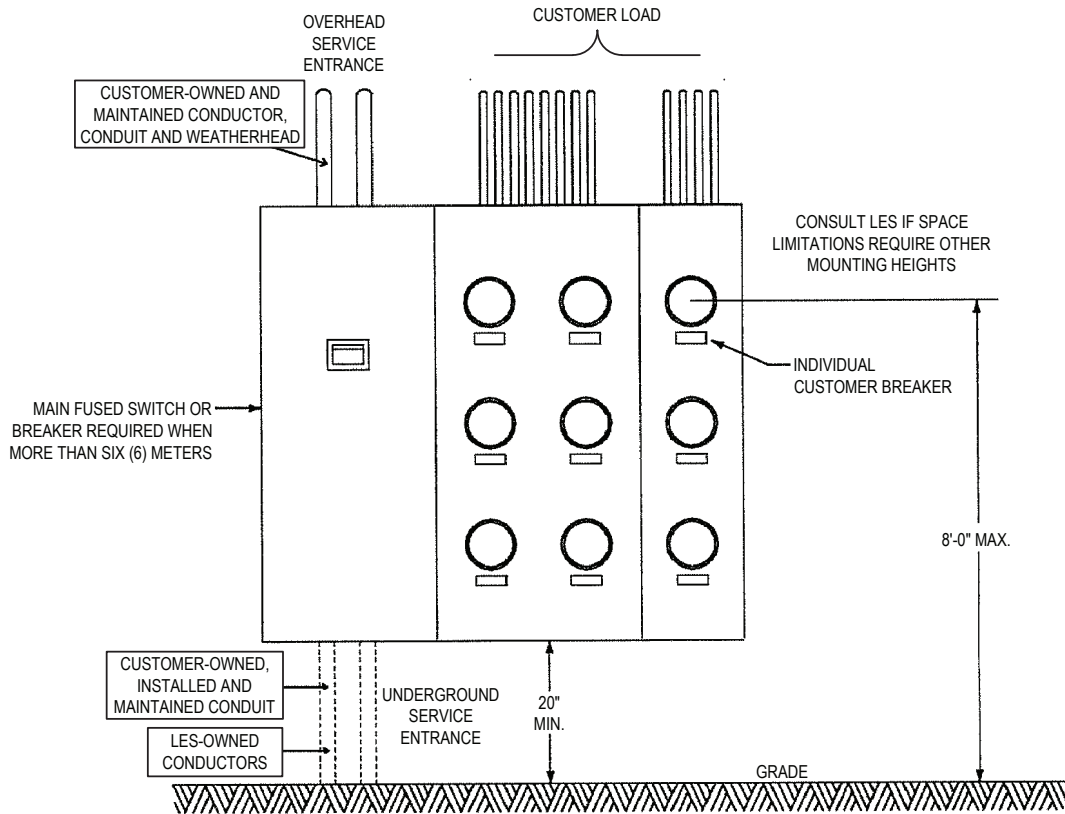 OVERHEAD
SERVICE
ENTRANCE
CUSTOMER LOAD
CUSTOMER-OWNED AND
MAINTAINED CONDUCTOR,
CONDUIT AND WEATHERHEAD
CONSULT LES IF SPACE
LIMITATIONS REQUIRE OTHER
MOUNTING HEIGHTS
INDIVIDUAL
CUSTOMER BREAKER
MAIN FUSED SWITCH OR
BREAKER REQUIRED WHEN
MORE THAN SIX (6) METERS
8'-0" MAX.
CUSTOMER-OWNED,
INSTALLED AND
MAINTAINED CONDUIT
UNDERGROUND
SERVICE
ENTRANCE
20"
MIN.
LES-OWNED
CONDUCTORS
GRADE